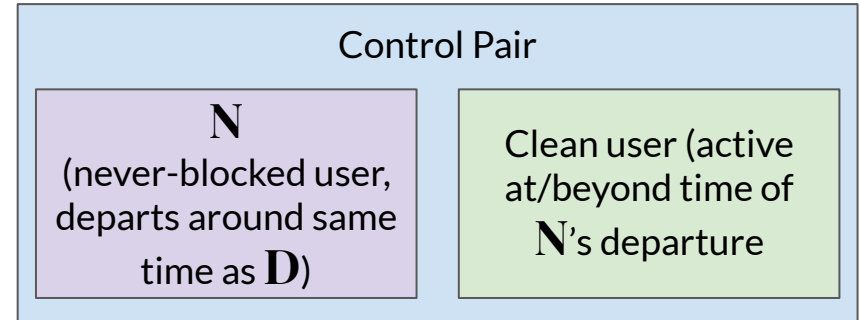 Control Pair
N
(never-blocked user,
departs around same
time as D)
Clean user (active
at/beyond time of
N's departure